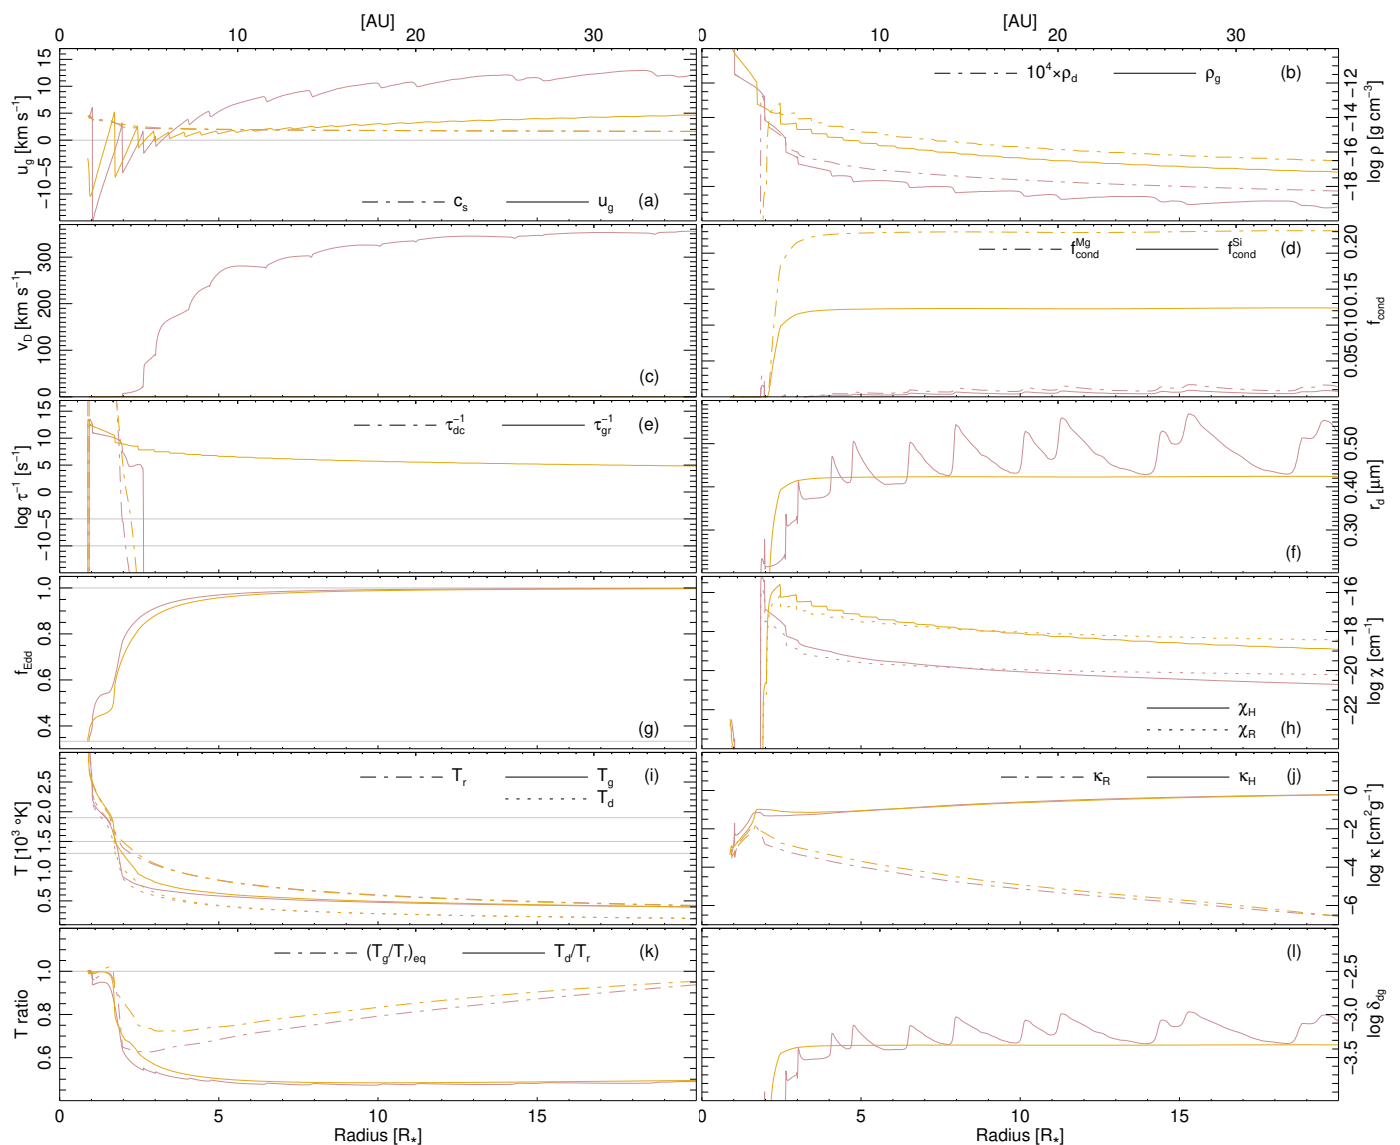 [AU] [AU]
0 10 20 30 0 10 20 30
15 10 5 0 −5 −10
u_g [km s⁻¹]
c_s u_g (a)
10⁴×ρ_d ρ_g (b)
−12 −14 −16 −18
log ρ [g cm⁻³]
300 200 100 50
v_D [km s⁻¹]
(c)
f_cond^Mg f_cond^Si (d)
0.20 0.15 0.10 0.05
f_cond
15 10 5 0 −5 −10
log τ⁻¹ [s⁻¹]
τ_dc⁻¹ τ_gr⁻¹ (e)
0.50 0.40 0.30
r_d [µm]
(f)
1.0 0.8 0.6 0.4
f_Edd
(g)
−16 −18 −20 −22
log χ [cm⁻¹]
χ_H (h)
χ_R
2.5 2.0 1.5 1.0 0.5
T [10³ °K]
T_r T_g (i)
T_d
κ_R κ_H (j)
0 −2 −4 −6
log κ [cm²g⁻¹]
1.0 0.8 0.6
T ratio
(T_g/T_r)_eq T_d/T_r (k)
(l)
−2.5 −3.0 −3.5
log δ_dg
0 5 10 15 0 5 10 15
Radius [R_*] Radius [R_*]